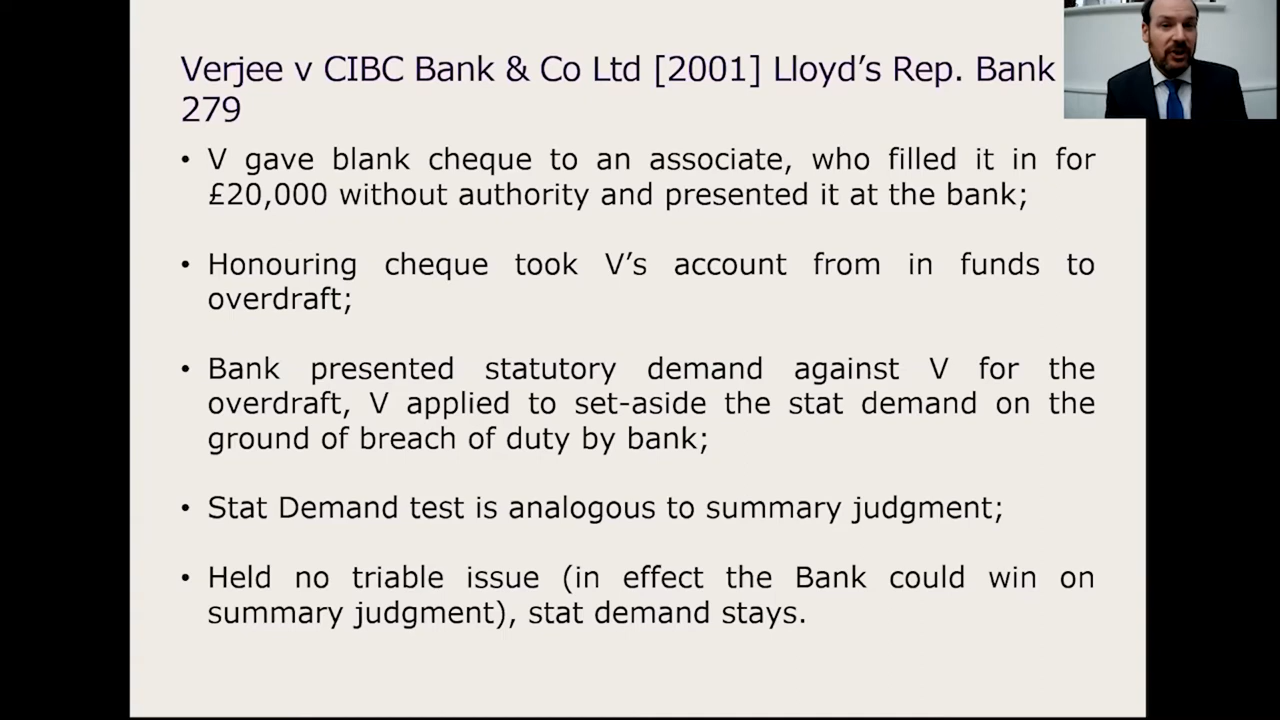 Verjee v CIBC Bank & Co Ltd [2001] Lloyd's Rep. Bank
279
• V gave blank cheque to an associate, who filled it in for
£20,000 without authority and presented it at the bank;
• Honouring cheque took V's account from in funds to
overdraft;
• Bank presented statutory demand against V for the
overdraft, V applied to set-aside the stat demand on the
ground of breach of duty by bank;
• Stat Demand test is analogous to summary judgment;
• Held no triable issue (in effect the Bank could win on
summary judgment), stat demand stays.